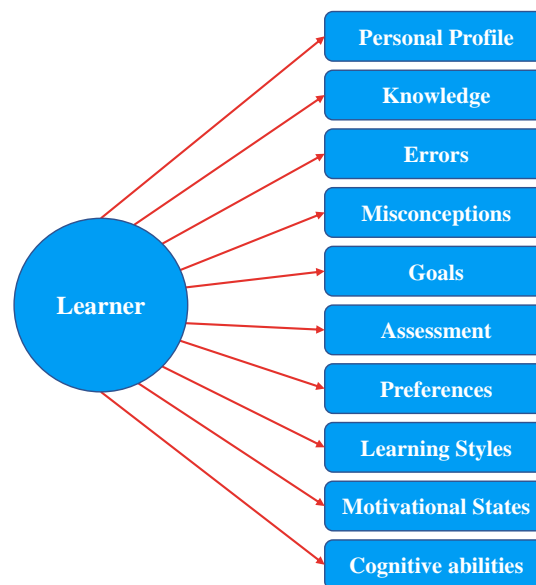 Personal Profile
Knowledge
Errors
Misconceptions
Goals
Learner
Assessment
Preferences
Learning Styles
Motivational States
Cognitive abilities